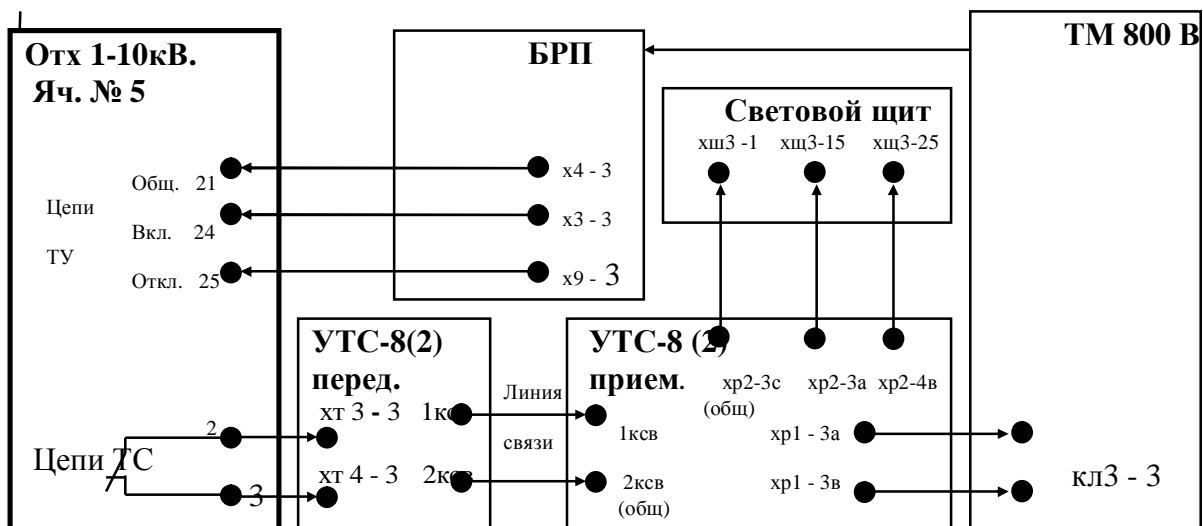 Отх 1-10кВ.
Яч. № 5
БРП
ТМ 800 В
Световой щит
хш3 -1 хщ3-15 хщ3-25
Общ. 21
х4 - 3
Цепи
ТУ
Вкл. 24
х3 - 3
Откл. 25
х9 - 3
УТС-8(2)
перед.
УТС-8 (2)
прием.
хр2-3с хр2-3а хр2-4в
(общ)
хт 3 - 3 1ксв
Линия
связи
1ксв
хр1 - 3а
2
Цепи ТС
хт 4 - 3 2ксв
2ксв
(общ)
хр1 - 3в
кл3 - 3
3